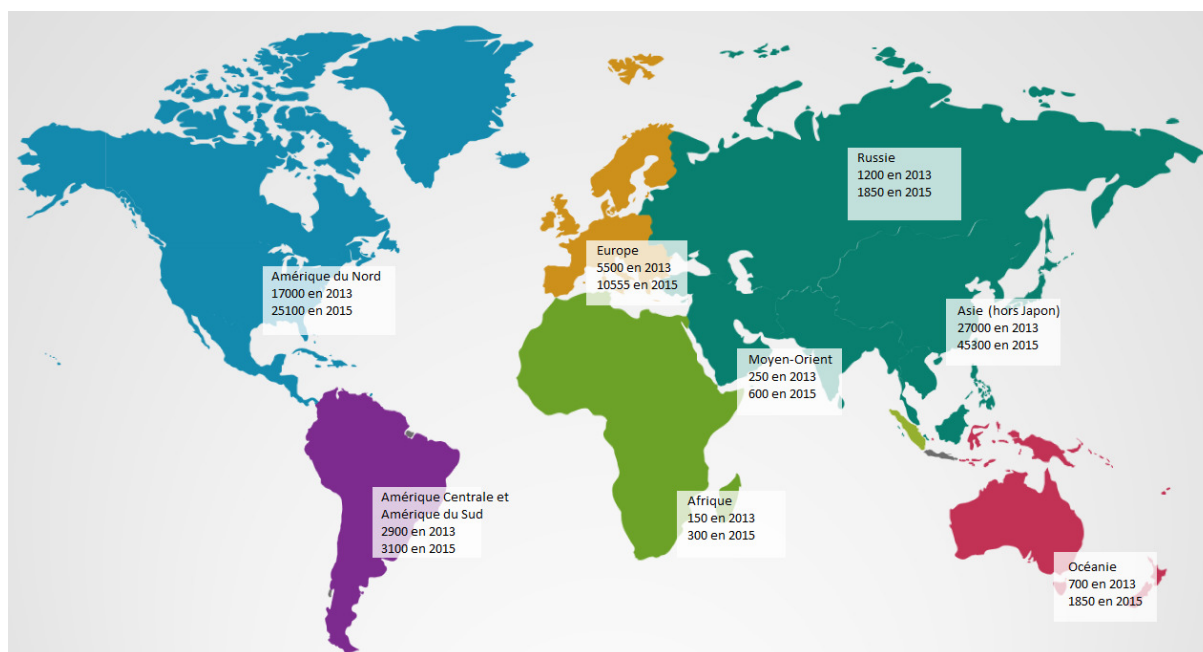 Russie
1200 en 2013
1850 en 2015
Europe
5500 en 2013
10555 en 2015
Amérique du Nord
17000 en 2013
25100 en 2015
Asie (hors Japon)
27000 en 2013
45300 en 2015
Moyen-Orient
250 en 2013
600 en 2015
Amérique Centrale et
Amérique du Sud
2900 en 2013
3100 en 2015
Afrique
150 en 2013
300 en 2015
Océanie
700 en 2013
1850 en 2015